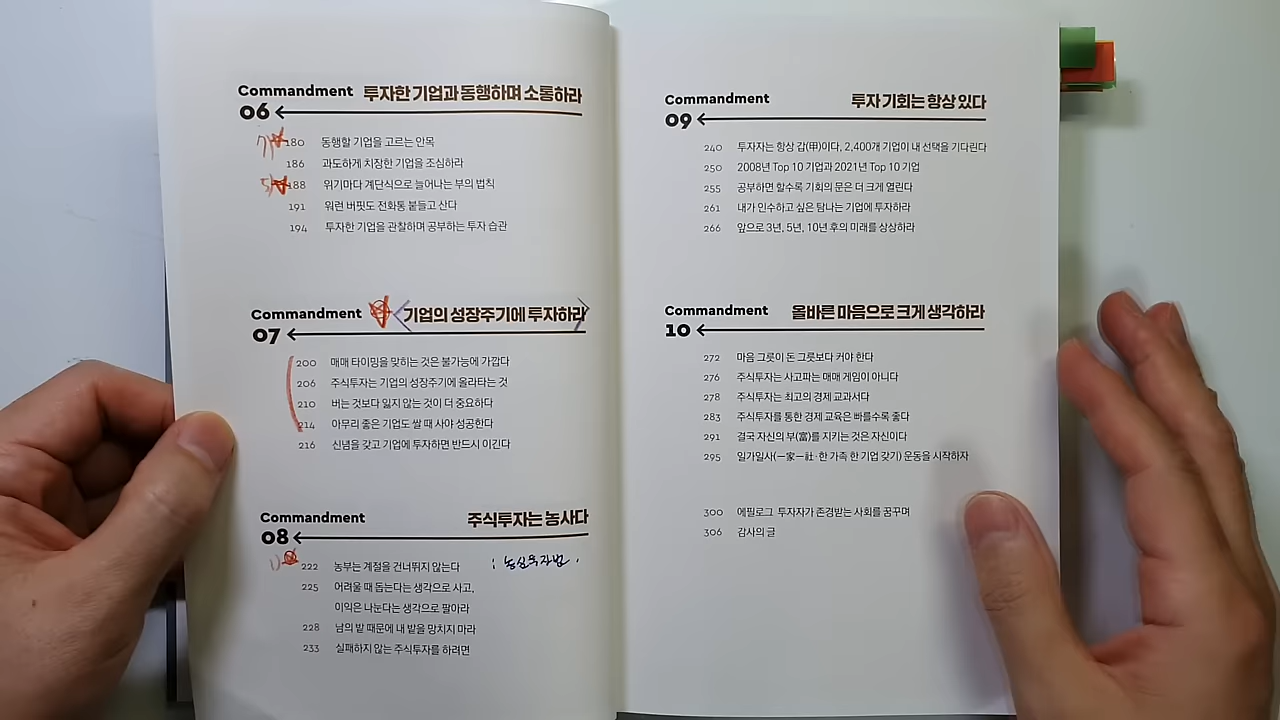 Commandment 투자한 기업과 동행하며 소통하라
06
180 동행할 기업을 고르는 안목
186 과도하게 치장한 기업을 조심하라
188 위기마다 계단식으로 늘어나는 부의 법칙
191 워런 버핏도 전화통 붙들고 산다
194 투자한 기업을 관찰하며 공부하는 투자 습관
Commandment 기업의 성장주기에 투자하라
07
200 매매 타이밍을 맞히는 것은 불가능에 가깝다
206 주식투자는 기업의 성장주기에 올라타는 것
210 버는 것보다 잃지 않는 것이 더 중요하다
214 아무리 좋은 기업도 쌀 때 사야 성공한다
216 신념을 갖고 기업에 투자하면 반드시 이긴다
Commandment 주식투자는 농사다
08
222 농부는 계절을 건너뛰지 않는다 : 농심투자법.
225 어려울 때 돕는다는 생각으로 사고,
이익은 나눈다는 생각으로 팔아라
228 남의 밭 때문에 내 밭을 망치지 마라
233 실패하지 않는 주식투자를 하려면
Commandment 투자 기회는 항상 있다
09
240 투자자는 항상 갑(甲)이다, 2,400개 기업이 내 선택을 기다린다
250 2008년 Top 10 기업과 2021년 Top 10 기업
255 공부하면 할수록 기회의 문은 더 크게 열린다
261 내가 인수하고 싶은 탐나는 기업에 투자하라
266 앞으로 3년, 5년, 10년 후의 미래를 상상하라
Commandment 올바른 마음으로 크게 생각하라
10
272 마음 그릇이 돈 그릇보다 커야 한다
276 주식투자는 사고파는 매매 게임이 아니다
278 주식투자는 최고의 경제 교과서다
283 주식투자를 통한 경제 교육은 빠를수록 좋다
291 결국 자신의 부(富)를 지키는 것은 자신이다
295 일가일사(一家一社·한 가족 한 기업 갖기) 운동을 시작하자
300 에필로그 투자자가 존경받는 사회를 꿈꾸며
306 감사의 글